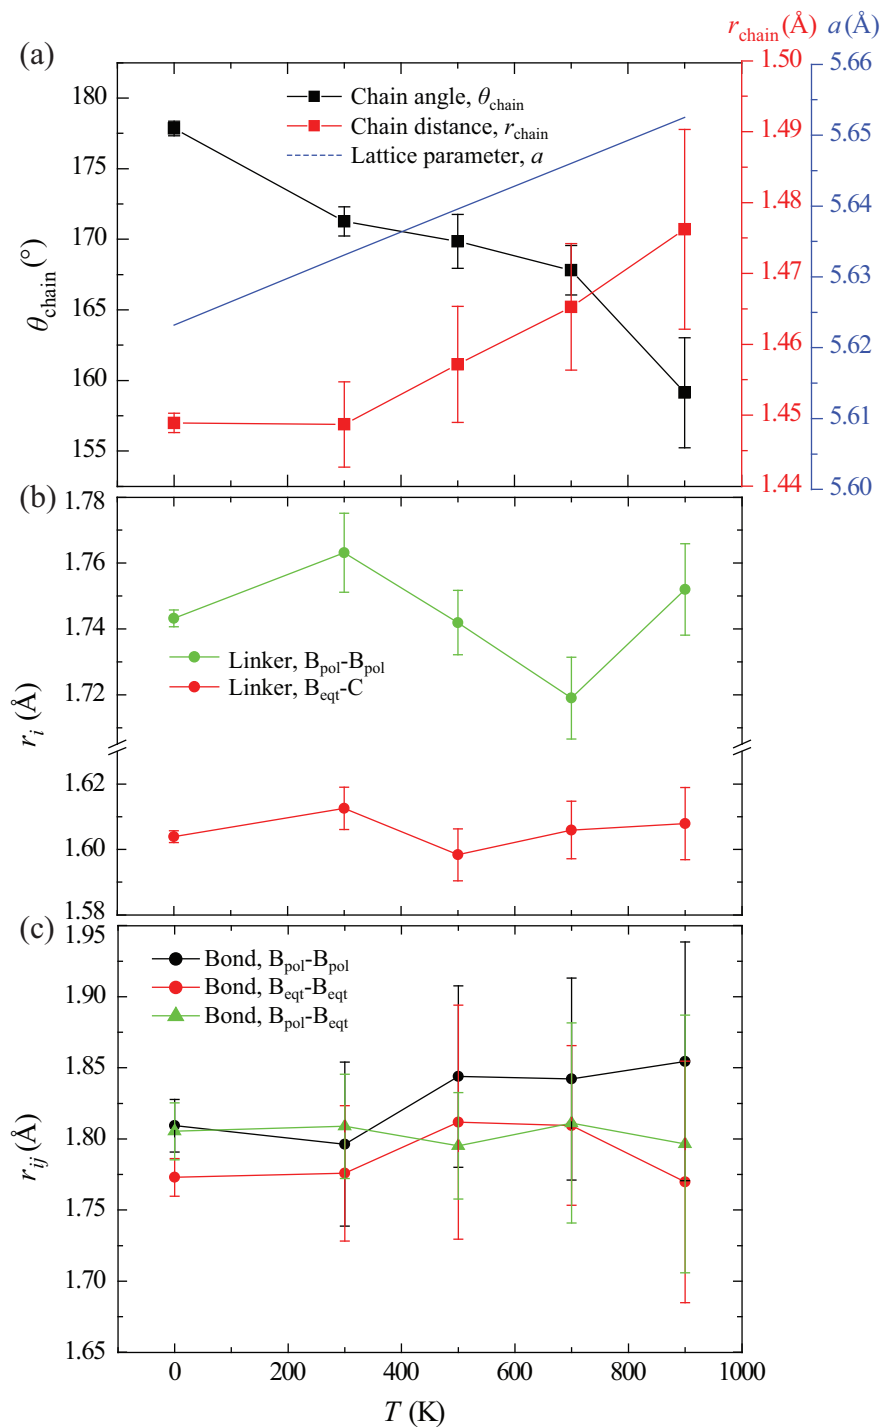 (a)
r_chain (Å) a (Å)
180
175
170
165
160
155
θ_chain (°)
Chain angle, θ_chain
Chain distance, r_chain
Lattice parameter, a
1.50
1.49
1.48
1.47
1.46
1.45
1.44
5.66
5.65
5.64
5.63
5.62
5.61
5.60
(b)
1.78
1.76
1.74
1.72
1.62
1.60
1.58
r_i (Å)
Linker, B_pol-B_pol
Linker, B_eqt-C
(c)
1.95
1.90
1.85
1.80
1.75
1.70
1.65
r_ij (Å)
Bond, B_pol-B_pol
Bond, B_eqt-B_eqt
Bond, B_pol-B_eqt
0 200 400 600 800 1000
T (K)